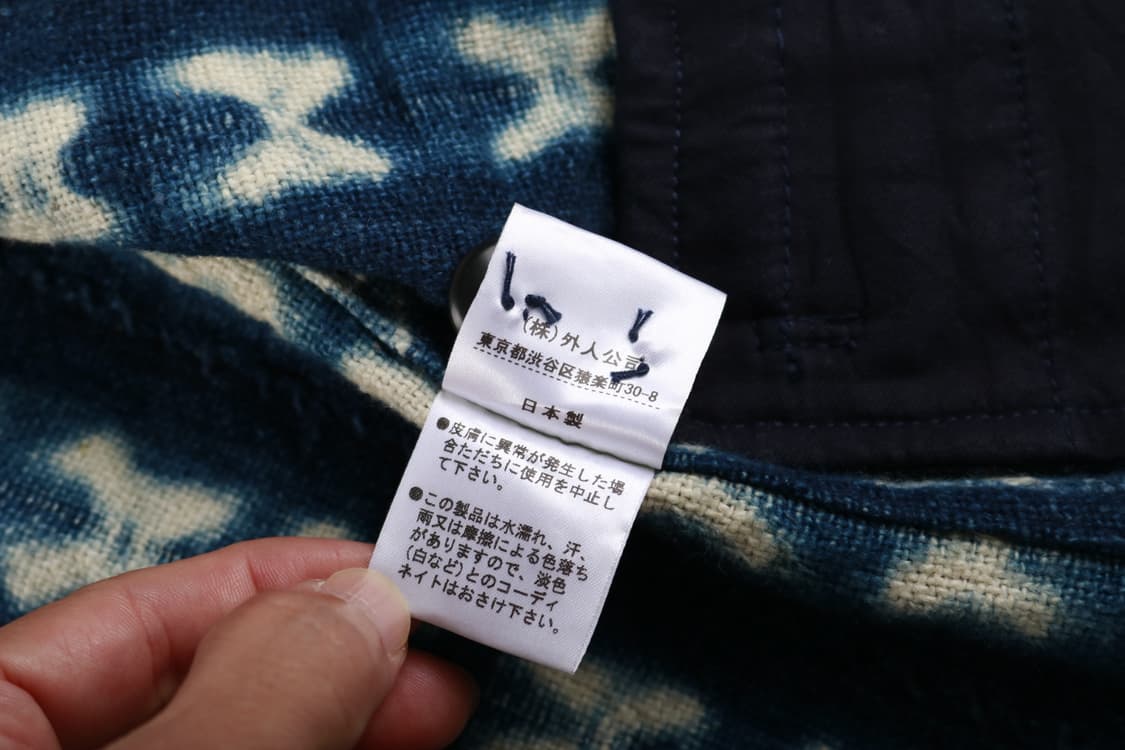 (株)外人公司
東京都渋谷区猿楽町30-8
日本製
●皮膚に異常が発生した場
合ただちに使用を中止し
て下さい。
●この製品は水濡れ、汗、
雨又は摩擦による色落ち
がありますので、淡色
(白など)とのコーディ
ネイトはおさけ下さい。